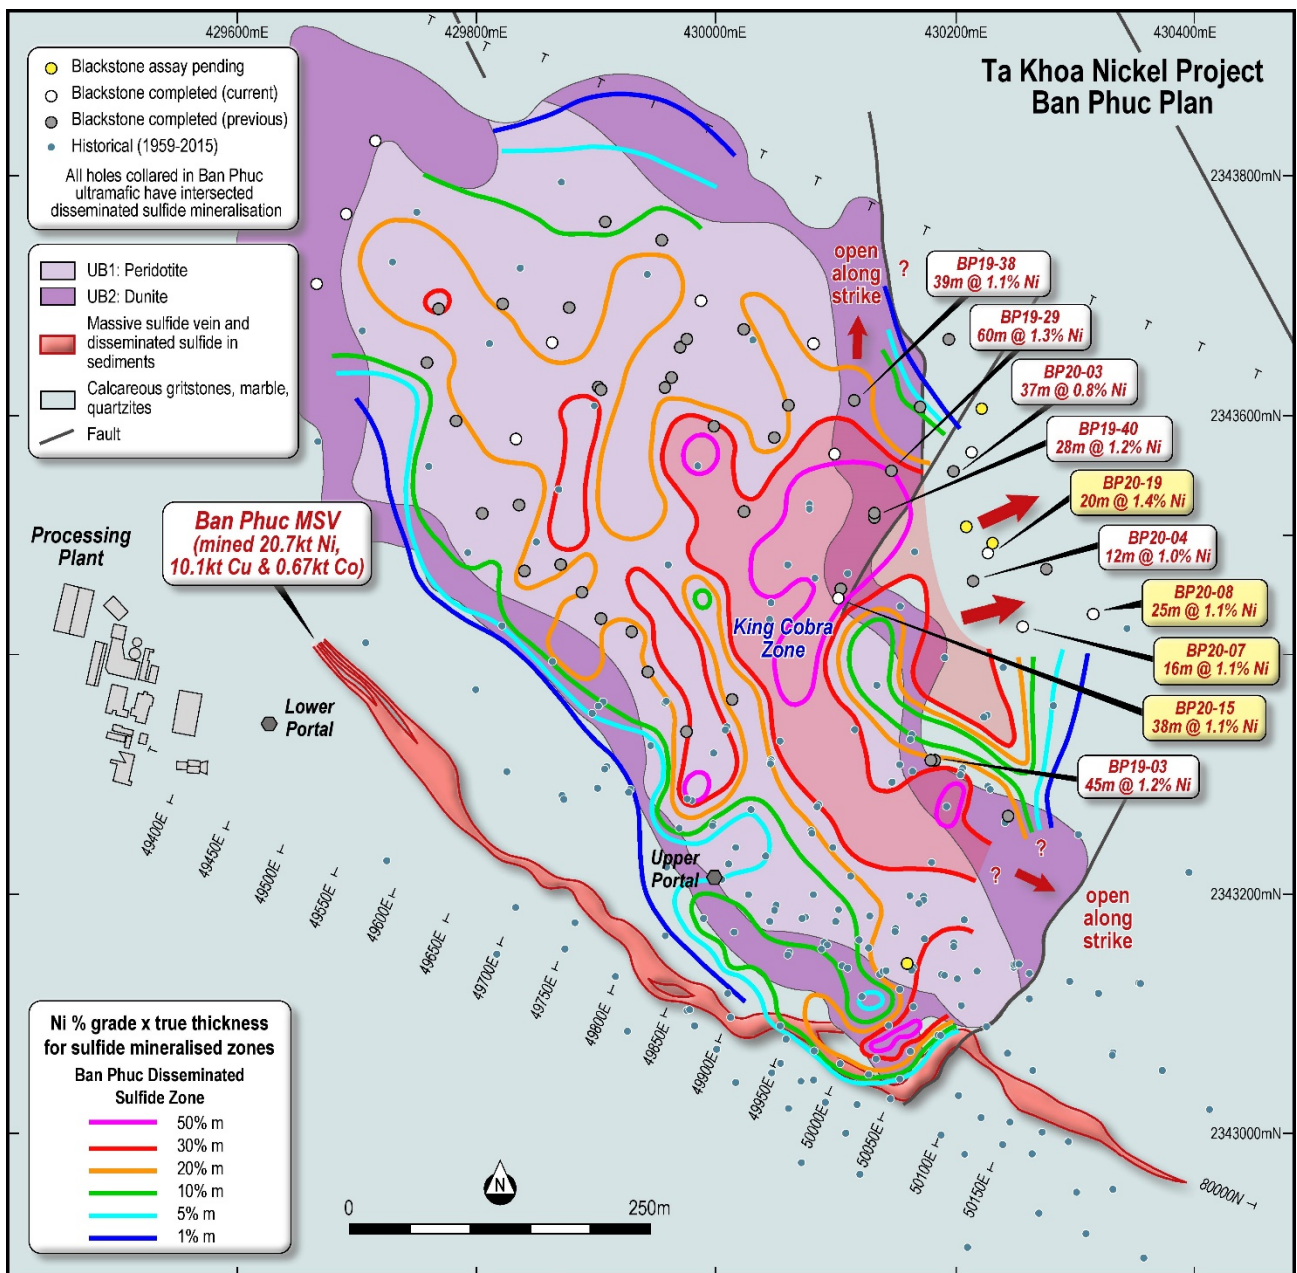 429600mE
429800mE
430000mE
430200mE
430400mE
Ta Khoa Nickel Project
Ban Phuc Plan
Blackstone assay pending
Blackstone completed (current)
Blackstone completed (previous)
Historical (1959-2015)
All holes collared in Ban Phuc
ultramafic have intersected
disseminated sulfide mineralisation
UB1: Peridotite
UB2: Dunite
Massive sulfide vein and
disseminated sulfide in
sediments
Calcareous gritstones, marble,
quartzites
Fault
2343800mN
2343600mN
2343200mN
2343000mN
open
along
strike
?
BP19-38
39m @ 1.1% Ni
BP19-29
60m @ 1.3% Ni
BP20-03
37m @ 0.8% Ni
BP19-40
28m @ 1.2% Ni
BP20-19
20m @ 1.4% Ni
BP20-04
12m @ 1.0% Ni
BP20-08
25m @ 1.1% Ni
BP20-07
16m @ 1.1% Ni
BP20-15
38m @ 1.1% Ni
BP19-03
45m @ 1.2% Ni
Ban Phuc MSV
(mined 20.7kt Ni,
10.1kt Cu & 0.67kt Co)
Processing
Plant
Lower
Portal
King Cobra
Zone
Upper
Portal
?
?
open
along
strike
49400E
49450E
49500E
49550E
49600E
49650E
49700E
49750E
49800E
49850E
49900E
49950E
50000E
50050E
50100E
50150E
80000N
Ni % grade x true thickness
for sulfide mineralised zones
Ban Phuc Disseminated
Sulfide Zone
50% m
30% m
20% m
10% m
5% m
1% m
N
0
250m